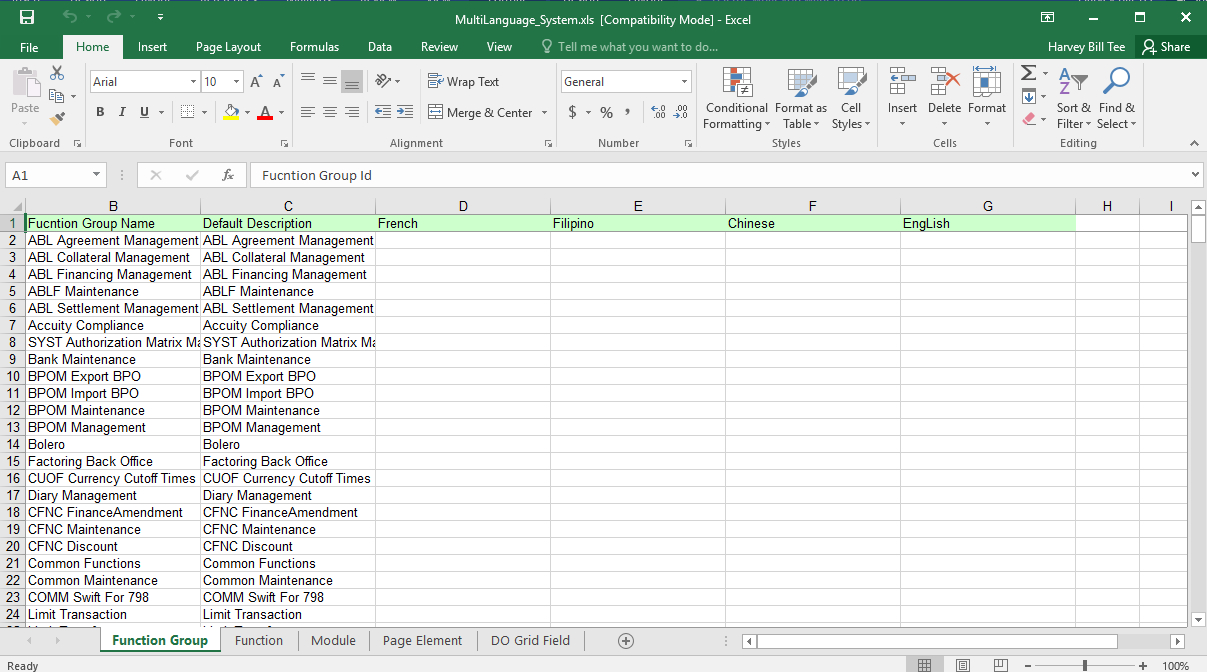 MultiLanguage_System.xls [Compatibility Mode] - Excel
File Home Insert Page Layout Formulas Data Review View Tell me what you want to do... Harvey Bill Tee Share
Paste
Arial 10
B I U A
Wrap Text
Merge & Center
General
$ % ,
Conditional Formatting
Format as Table
Cell Styles
Insert Delete Format
Sort & Filter
Find & Select
Clipboard Font Alignment Number Styles Cells Editing
A1 fx Fucntion Group Id
B C D E F G H I
1 Fucntion Group Name Default Description French Filipino Chinese EngLish
2 ABL Agreement Management ABL Agreement Management
3 ABL Collateral Management ABL Collateral Management
4 ABL Financing Management ABL Financing Management
5 ABLF Maintenance ABLF Maintenance
6 ABL Settlement Management ABL Settlement Management
7 Accuity Compliance Accuity Compliance
8 SYST Authorization Matrix Ma SYST Authorization Matrix Ma
9 Bank Maintenance Bank Maintenance
10 BPOM Export BPO BPOM Export BPO
11 BPOM Import BPO BPOM Import BPO
12 BPOM Maintenance BPOM Maintenance
13 BPOM Management BPOM Management
14 Bolero Bolero
15 Factoring Back Office Factoring Back Office
16 CUOF Currency Cutoff Times CUOF Currency Cutoff Times
17 Diary Management Diary Management
18 CFNC FinanceAmendment CFNC FinanceAmendment
19 CFNC Maintenance CFNC Maintenance
20 CFNC Discount CFNC Discount
21 Common Functions Common Functions
22 Common Maintenance Common Maintenance
23 COMM Swift For 798 COMM Swift For 798
24 Limit Transaction Limit Transaction
Function Group Function Module Page Element DO Grid Field
Ready 100%